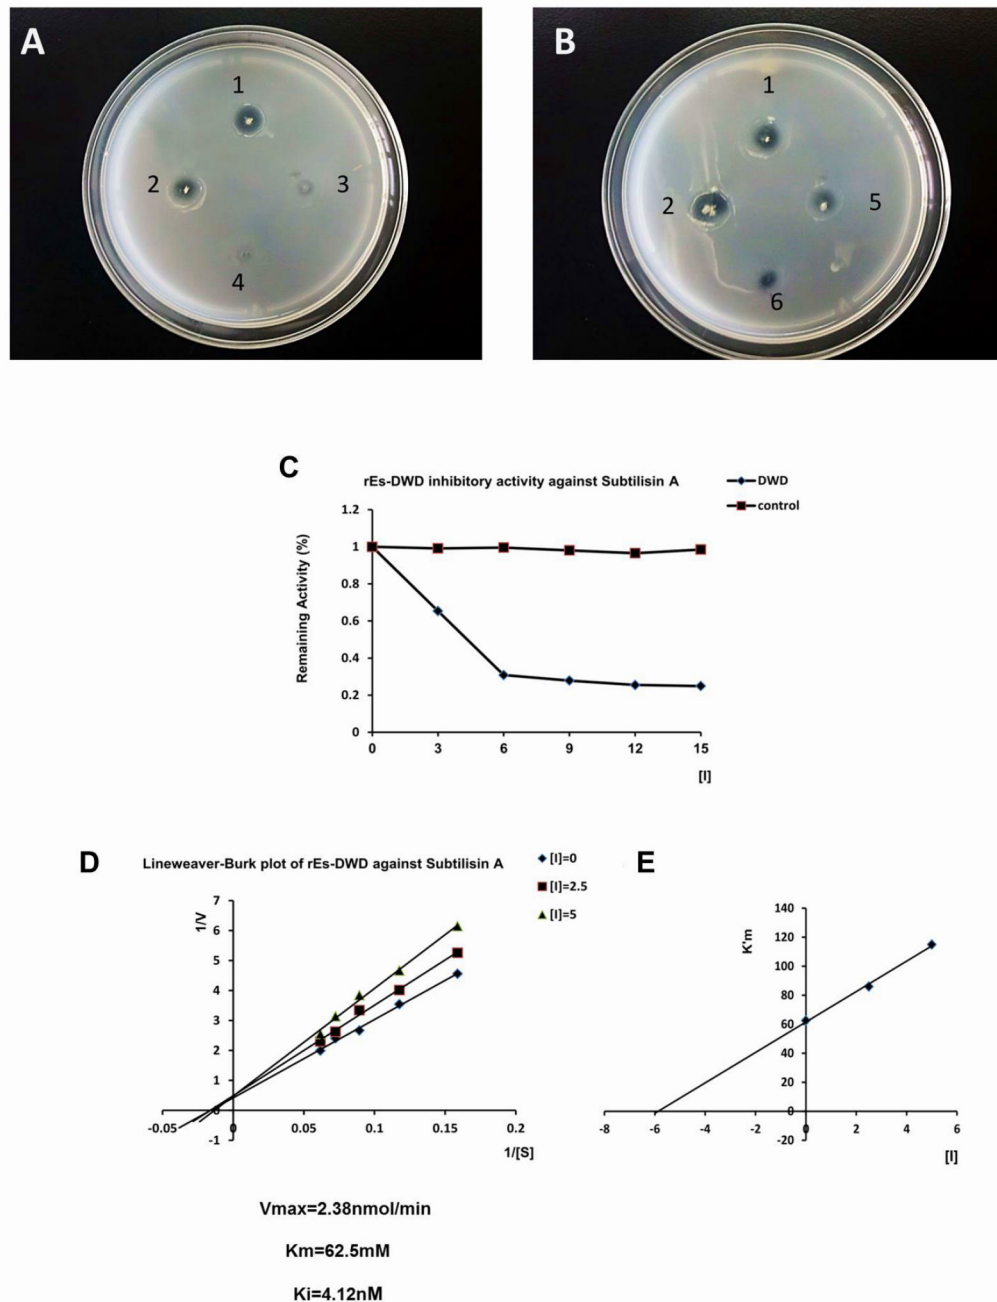 A
1
2
3
4
B
1
2
5
6
C
rEs-DWD inhibitory activity against Subtilisin A
DWD
control
Remaining Activity (%)
1.2
1
0.8
0.6
0.4
0.2
0
0 3 6 9 12 15
[I]
D
Lineweaver-Burk plot of rEs-DWD against Subtilisin A
[I]=0
[I]=2.5
[I]=5
1/V
7
6
5
4
3
2
1
0
-1
-0.05 0 0.05 0.1 0.15 0.2
1/[S]
E
K'm
140
120
100
80
60
40
20
0
-20
-8 -6 -4 -2 0 2 4 6
[I]
Vmax=2.38nmol/min
Km=62.5mM
Ki=4.12nM